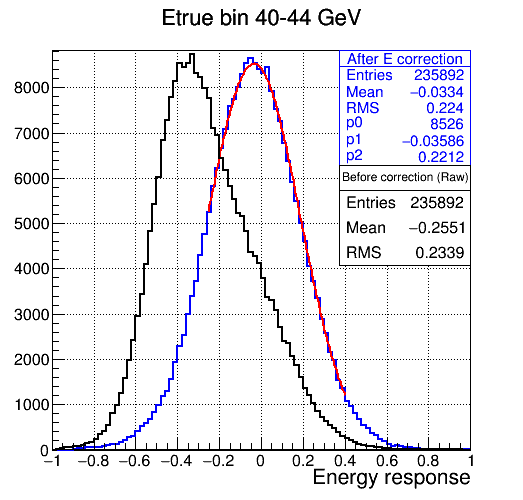 Etrue bin 40-44 GeV
After E correction
Entries 235892
Mean −0.0334
RMS 0.224
p0 8526
p1 −0.03586
p2 0.2212
Before correction (Raw)
Entries 235892
Mean −0.2551
RMS 0.2339
8000
7000
6000
5000
4000
3000
2000
1000
0
−1 −0.8 −0.6 −0.4 −0.2 0 0.2 0.4 0.6 0.8 1
Energy response